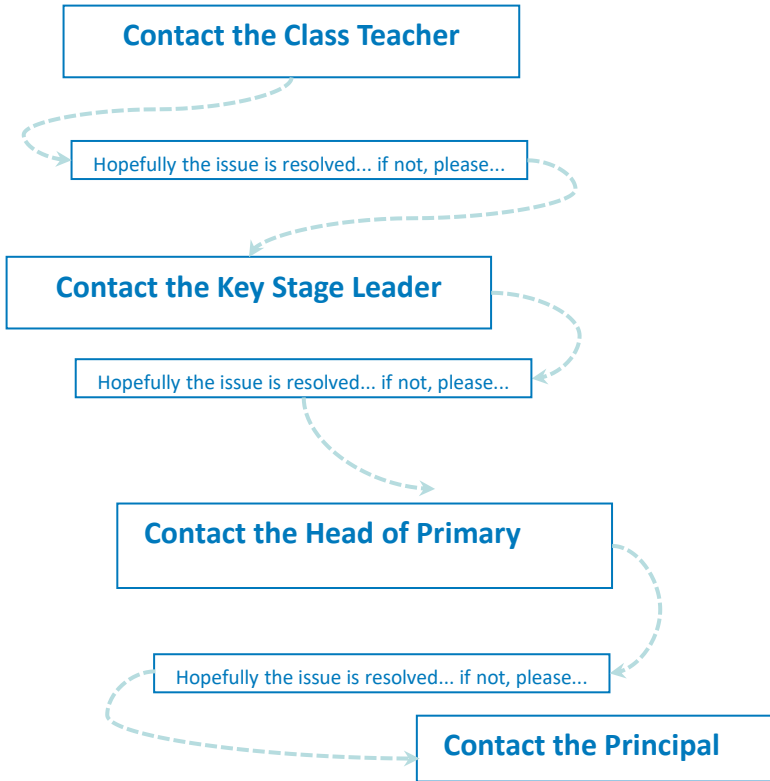 Contact the Class Teacher
Hopefully the issue is resolved... if not, please...
Contact the Key Stage Leader
Hopefully the issue is resolved... if not, please...
Contact the Head of Primary
Hopefully the issue is resolved... if not, please...
Contact the Principal